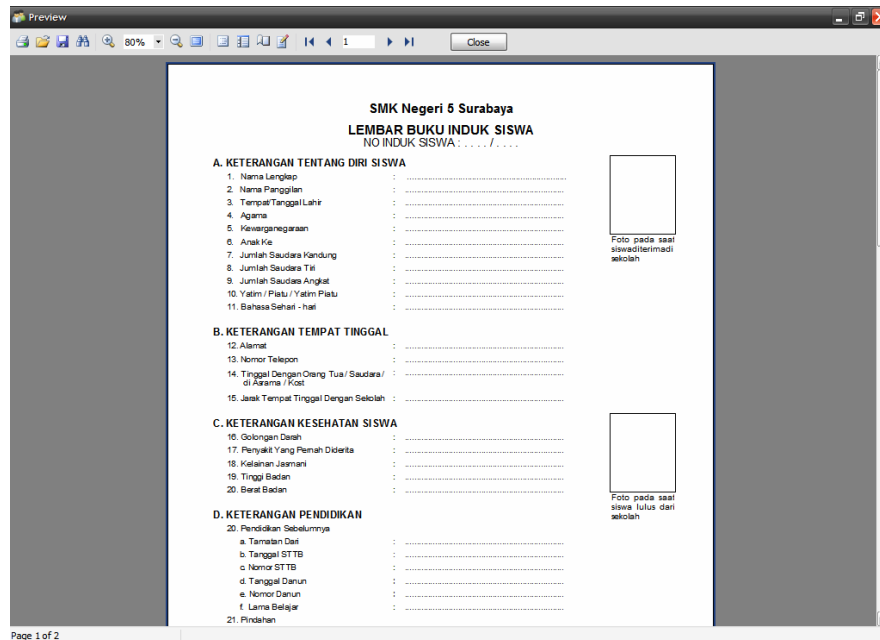 Preview
80%
1
Close
SMK Negeri 5 Surabaya
LEMBAR BUKU INDUK SISWA
NO INDUK SISWA : . . . . / . . . .
A. KETERANGAN TENTANG DIRI SISWA
1. Nama Lengkap : ................................................................
2. Nama Panggilan : ................................................................
3. Tempat/Tanggal Lahir : ................................................................
4. Agama : ................................................................
5. Kewarganegaraan : ................................................................
6. Anak Ke : ................................................................
7. Jumlah Saudara Kandung : ................................................................
8. Jumlah Saudara Tiri : ................................................................
9. Jumlah Saudara Angkat : ................................................................
10. Yatim / Piatu / Yatim Piatu : ................................................................
11. Bahasa Sehari - hari : ................................................................
Foto pada saat
siswaditerimadi
sekolah
B. KETERANGAN TEMPAT TINGGAL
12. Alamat : ................................................................
13. Nomor Telepon : ................................................................
14. Tinggal Dengan Orang Tua / Saudara / : ................................................................
di Asrama / Kost
15. Jarak Tempat Tinggal Dengan Sekolah : ................................................................
C. KETERANGAN KESEHATAN SISWA
16. Golongan Darah : ................................................................
17. Penyakit Yang Pernah Diderita : ................................................................
18. Kelainan Jasmani : ................................................................
19. Tinggi Badan : ................................................................
20. Berat Badan : ................................................................
Foto pada saat
siswa lulus dari
sekolah
D. KETERANGAN PENDIDIKAN
20. Pendidikan Sebelumnya
a. Tamatan Dari : ................................................................
b. Tanggal STTB : ................................................................
c. Nomor STTB : ................................................................
d. Tanggal Danun : ................................................................
e. Nomor Danun : ................................................................
f. Lama Belajar : ................................................................
21. Pindahan
Page 1 of 2